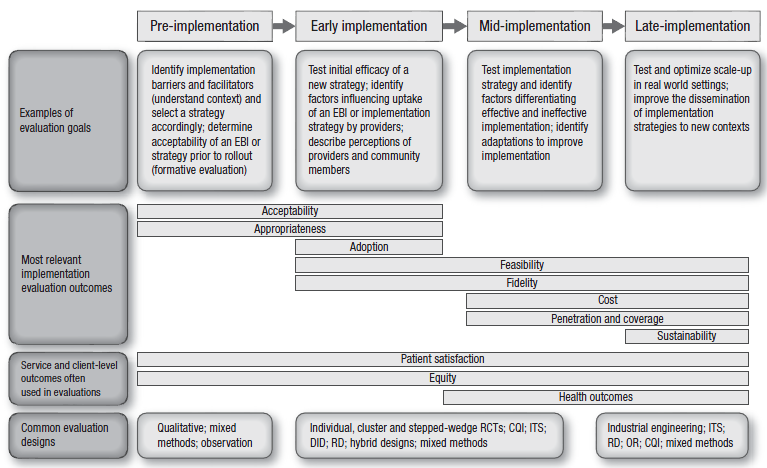 Pre-implementation
Early implementation
Mid-implementation
Late-implementation
Examples of
evaluation goals
Identify implementation
barriers and facilitators
(understand context) and
select a strategy
accordingly; determine
acceptability of an EBI or
strategy prior to rollout
(formative evaluation)
Test initial efficacy of a
new strategy; identify
factors influencing uptake
of an EBI or implementation
strategy by providers;
describe perceptions of
providers and community
members
Test implementation
strategy and identify
factors differentiating
effective and ineffective
implementation; identify
adaptations to improve
implementation
Test and optimize scale-up
in real world settings;
improve the dissemination
of implementation
strategies to new contexts
Most relevant
implementation
evaluation outcomes
Acceptability
Appropriateness
Adoption
Feasibility
Fidelity
Cost
Penetration and coverage
Sustainability
Service and client-level
outcomes often
used in evaluations
Patient satisfaction
Equity
Health outcomes
Common evaluation
designs
Qualitative; mixed
methods; observation
Individual, cluster and stepped-wedge RCTs; CQI; ITS;
DID; RD; hybrid designs; mixed methods
Industrial engineering; ITS;
RD; OR; CQI; mixed methods